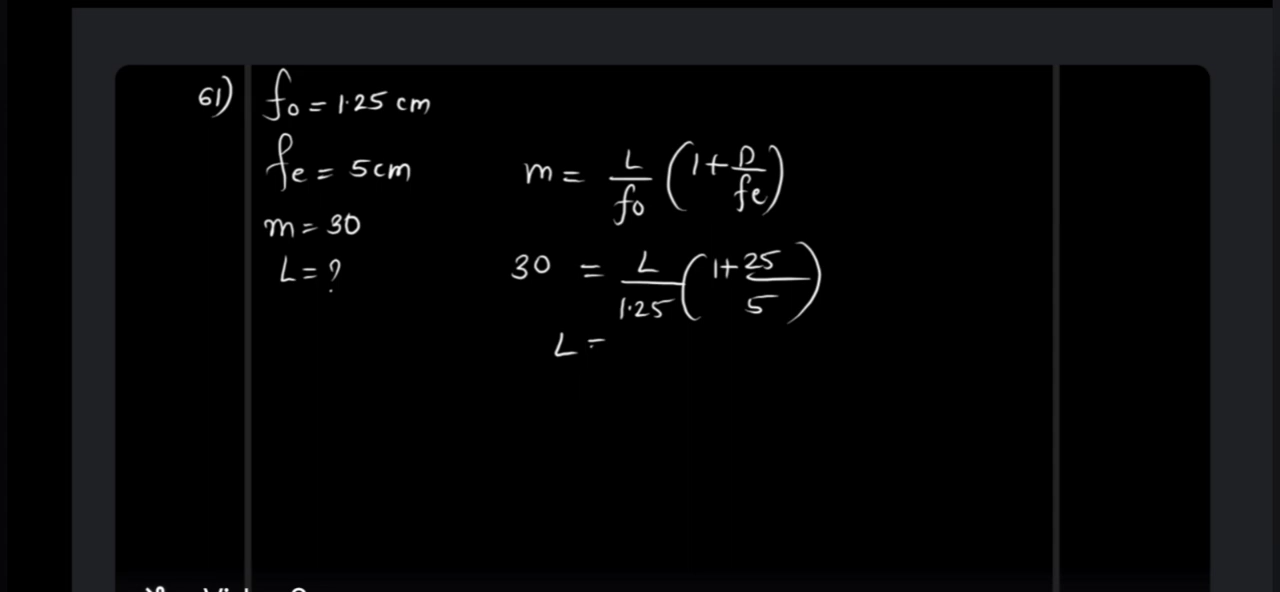 61) fo = 1.25 cm
fe = 5cm
m = 30
L = ?
m = L/fo (1 + D/fe)
30 = L/1.25 (1 + 25/5)
L =